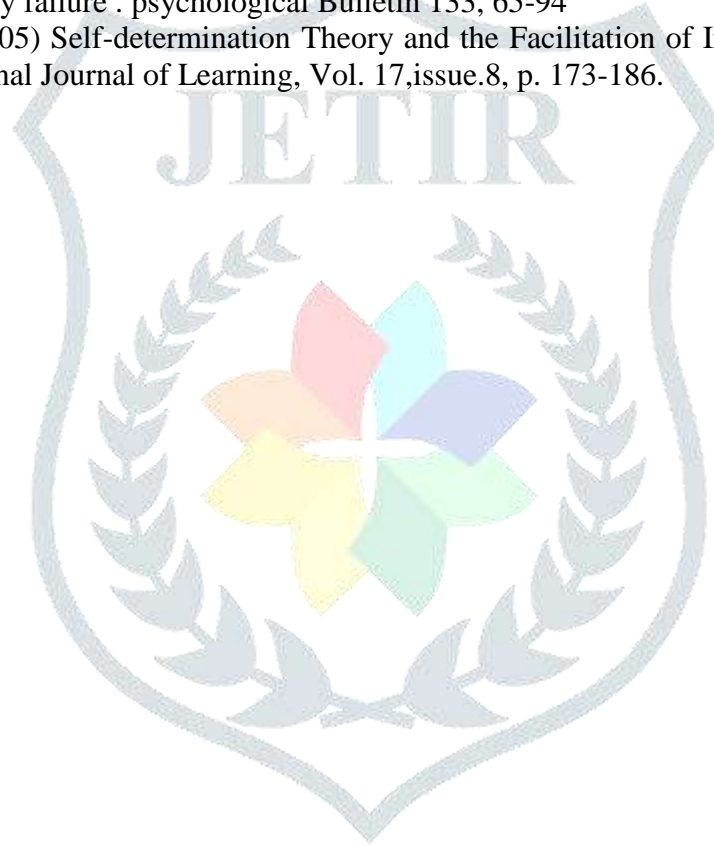 y failure . psychological Bulletin 133, 65-94
05) Self-determination Theory and the Facilitation of I
nal Journal of Learning, Vol. 17,issue.8, p. 173-186.
JETIR